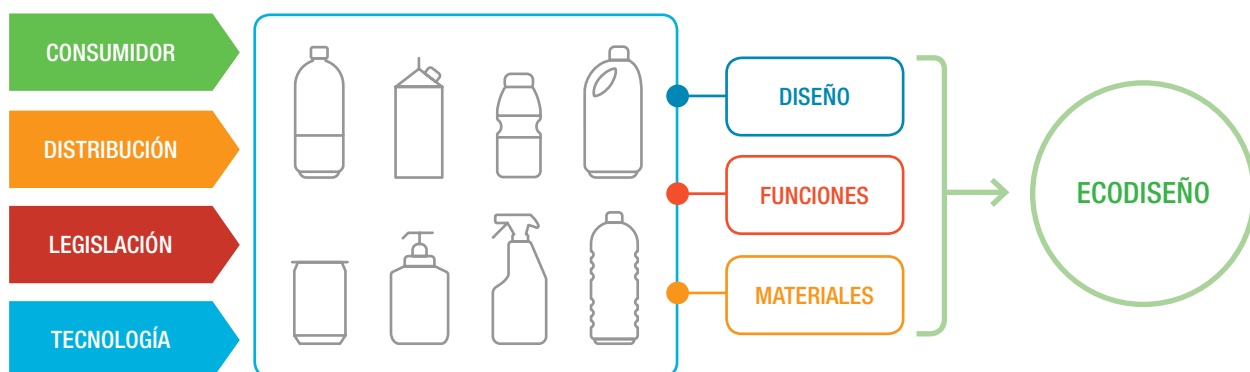 CONSUMIDOR
DISTRIBUCIÓN
LEGISLACIÓN
TECNOLOGÍA
DISEÑO
FUNCIONES
MATERIALES
ECODISEÑO